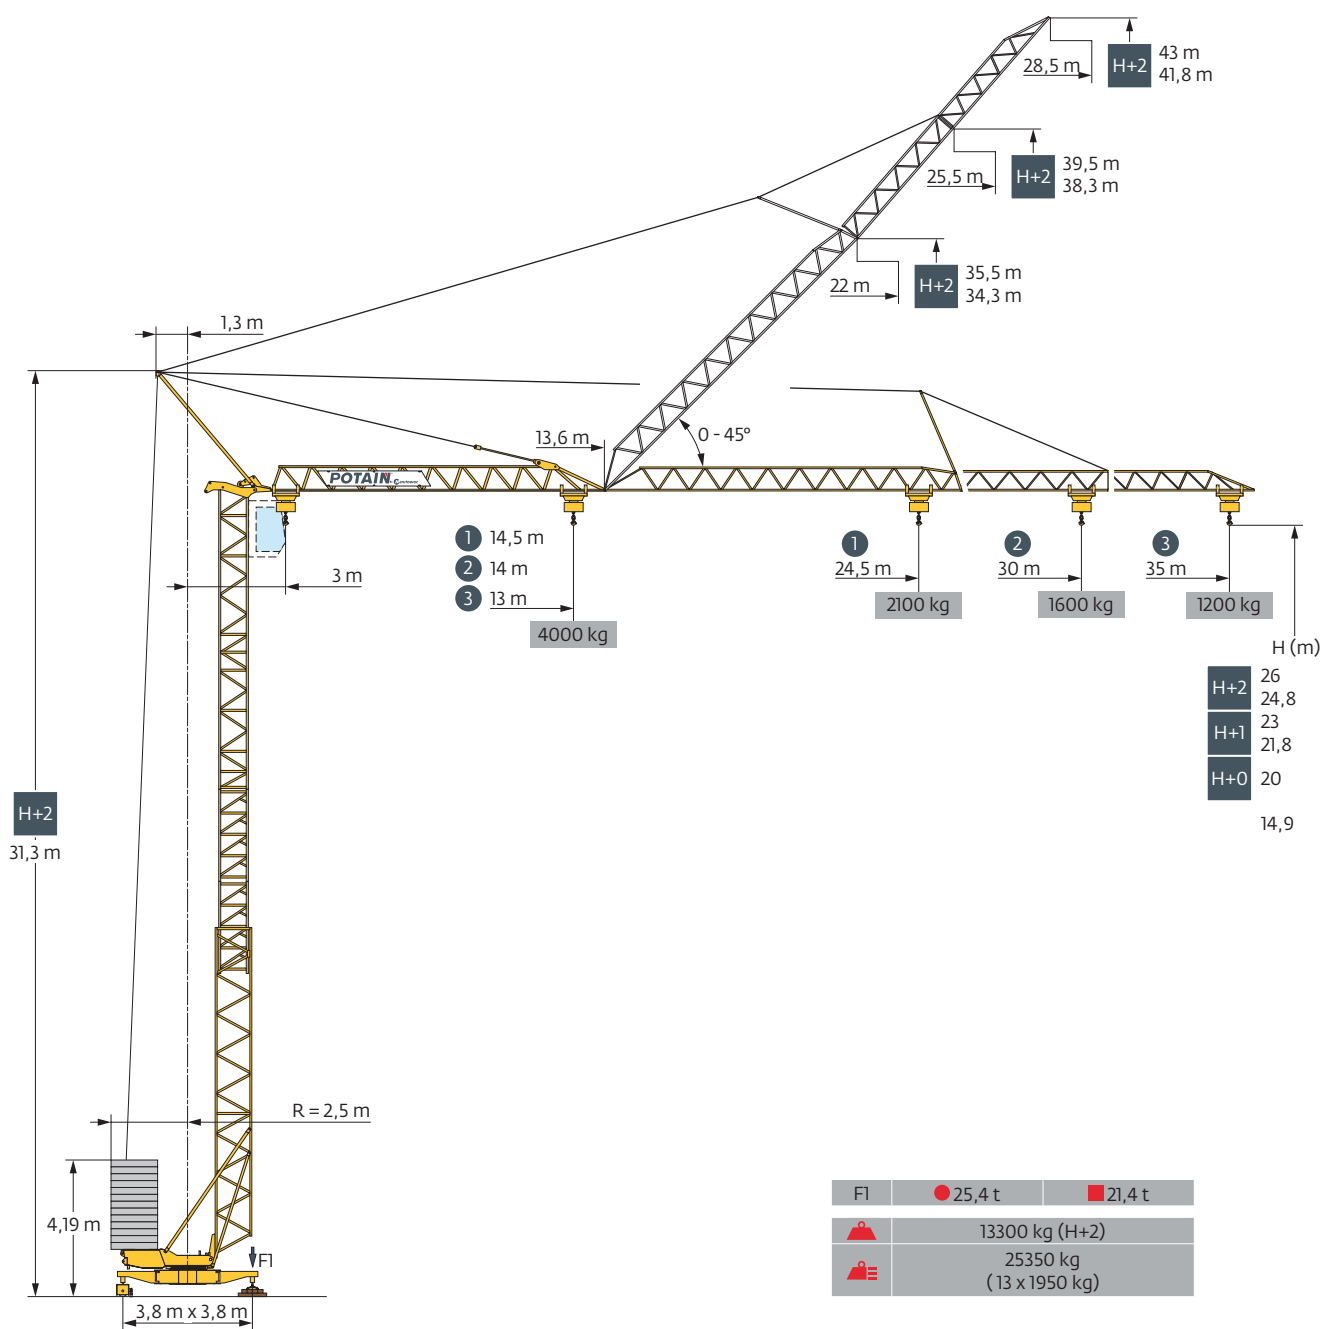 28,5 m
H+2
43 m
41,8 m
25,5 m
H+2
39,5 m
38,3 m
22 m
H+2
35,5 m
34,3 m
1,3 m
13,6 m
0 - 45°
POTAIN
1 14,5 m
2 14 m
3 13 m
4000 kg
3 m
1
24,5 m
2100 kg
2
30 m
1600 kg
3
35 m
1200 kg
H (m)
H+2
26
24,8
H+1
23
21,8
H+0 20
14,9
H+2
31,3 m
R = 2,5 m
4,19 m
F1
3,8 m x 3,8 m
F1 25,4 t 21,4 t
13300 kg (H+2)
25350 kg
( 13 x 1950 kg)